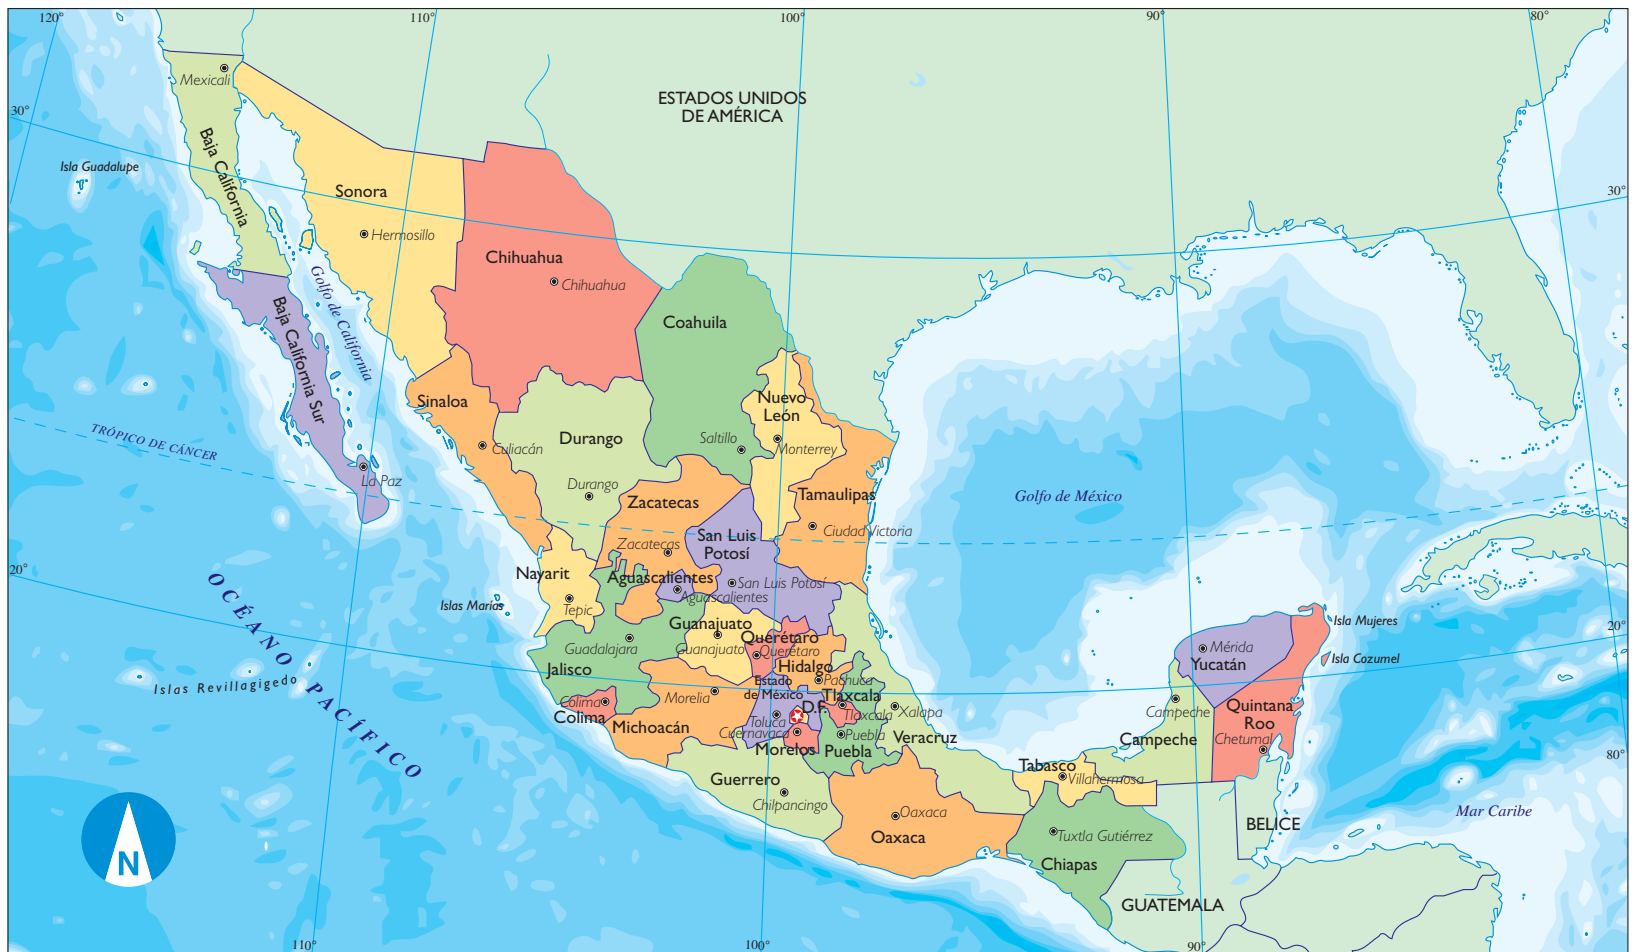 120°
110°
100°
90°
80°
Mexicali
ESTADOS UNIDOS
DE AMÉRICA
30°
Baja California
Isla Guadalupe
Sonora
30°
Hermosillo
Chihuahua
Chihuahua
Golfo de California
Baja California Sur
Coahuila
Sinaloa
Nuevo
León
TRÓPICO DE CÁNCER
Culiacán
Durango
Saltillo
Monterrey
La Paz
Durango
Zacatecas
Tamaulipas
Golfo de México
Ciudad Victoria
San Luis
Potosí
Zacatecas
20°
Nayarit
Aguascalientes
San Luis Potosí
Aguascalientes
Islas Marías
Tepic
OCÉANO PACÍFICO
Guanajuato
Isla Mujeres
20°
Querétaro
Guadalajara
Guanajuato
Querétaro
Mérida
Yucatán
Isla Cozumel
Jalisco
Hidalgo
Pachuca
Islas Revillagigedo
Estado
de México
Morelia
Tlaxcala
Colima
Colima
D.F.
Tlaxcala
Xalapa
Campeche
Quintana
Roo
Michoacán
Toluca
Cuernavaca
Puebla
Veracruz
Campeche
Chetumal
Morelos
Puebla
80°
Tabasco
Villahermosa
Guerrero
Chilpancingo
Oaxaca
Mar Caribe
Oaxaca
BELICE
Tuxtla Gutiérrez
Chiapas
N
GUATEMALA
110°
100°
90°